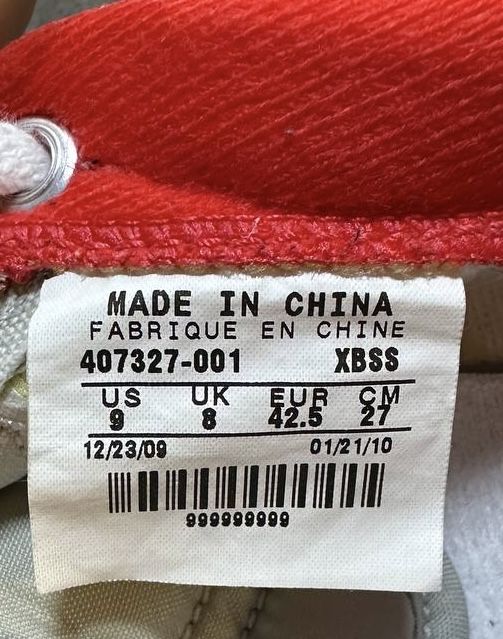 MADE IN CHINA
FABRIQUE EN CHINE
407327-001 XBSS
US UK EUR CM
9 8 42.5 27
12/23/09 01/21/10
999999999